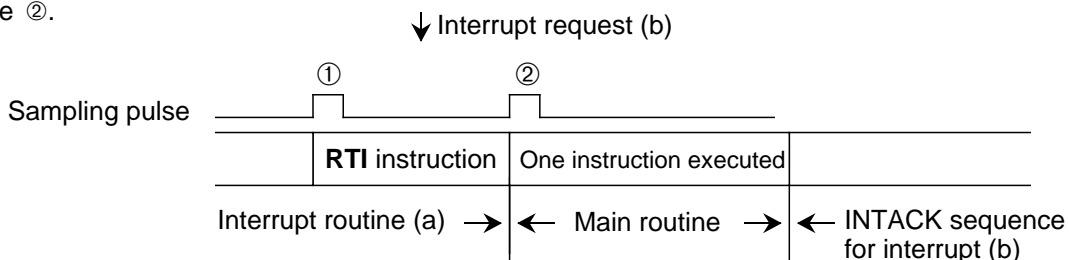 e ②.
Interrupt request (b)
① ②
Sampling pulse
RTI instruction One instruction executed
Interrupt routine (a) Main routine INTACK sequence
for interrupt (b)